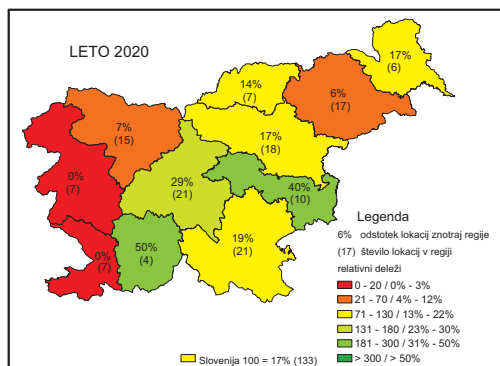 LETO 2020
17%
(6)
14%
(7)
6%
(17)
7%
(15)
17%
(18)
0%
(7)
29%
(21)
40%
(10)
50%
(4)
19%
(21)
0%
(7)
Legenda
6% odstotek lokacij znotraj regije
(17) število lokacij v regiji
relativni deleži
0 - 20 / 0% - 3%
21 - 70 / 4% - 12%
71 - 130 / 13% - 22%
131 - 180 / 23% - 30%
181 - 300 / 31% - 50%
> 300 / > 50%
Slovenija 100 = 17% (133)